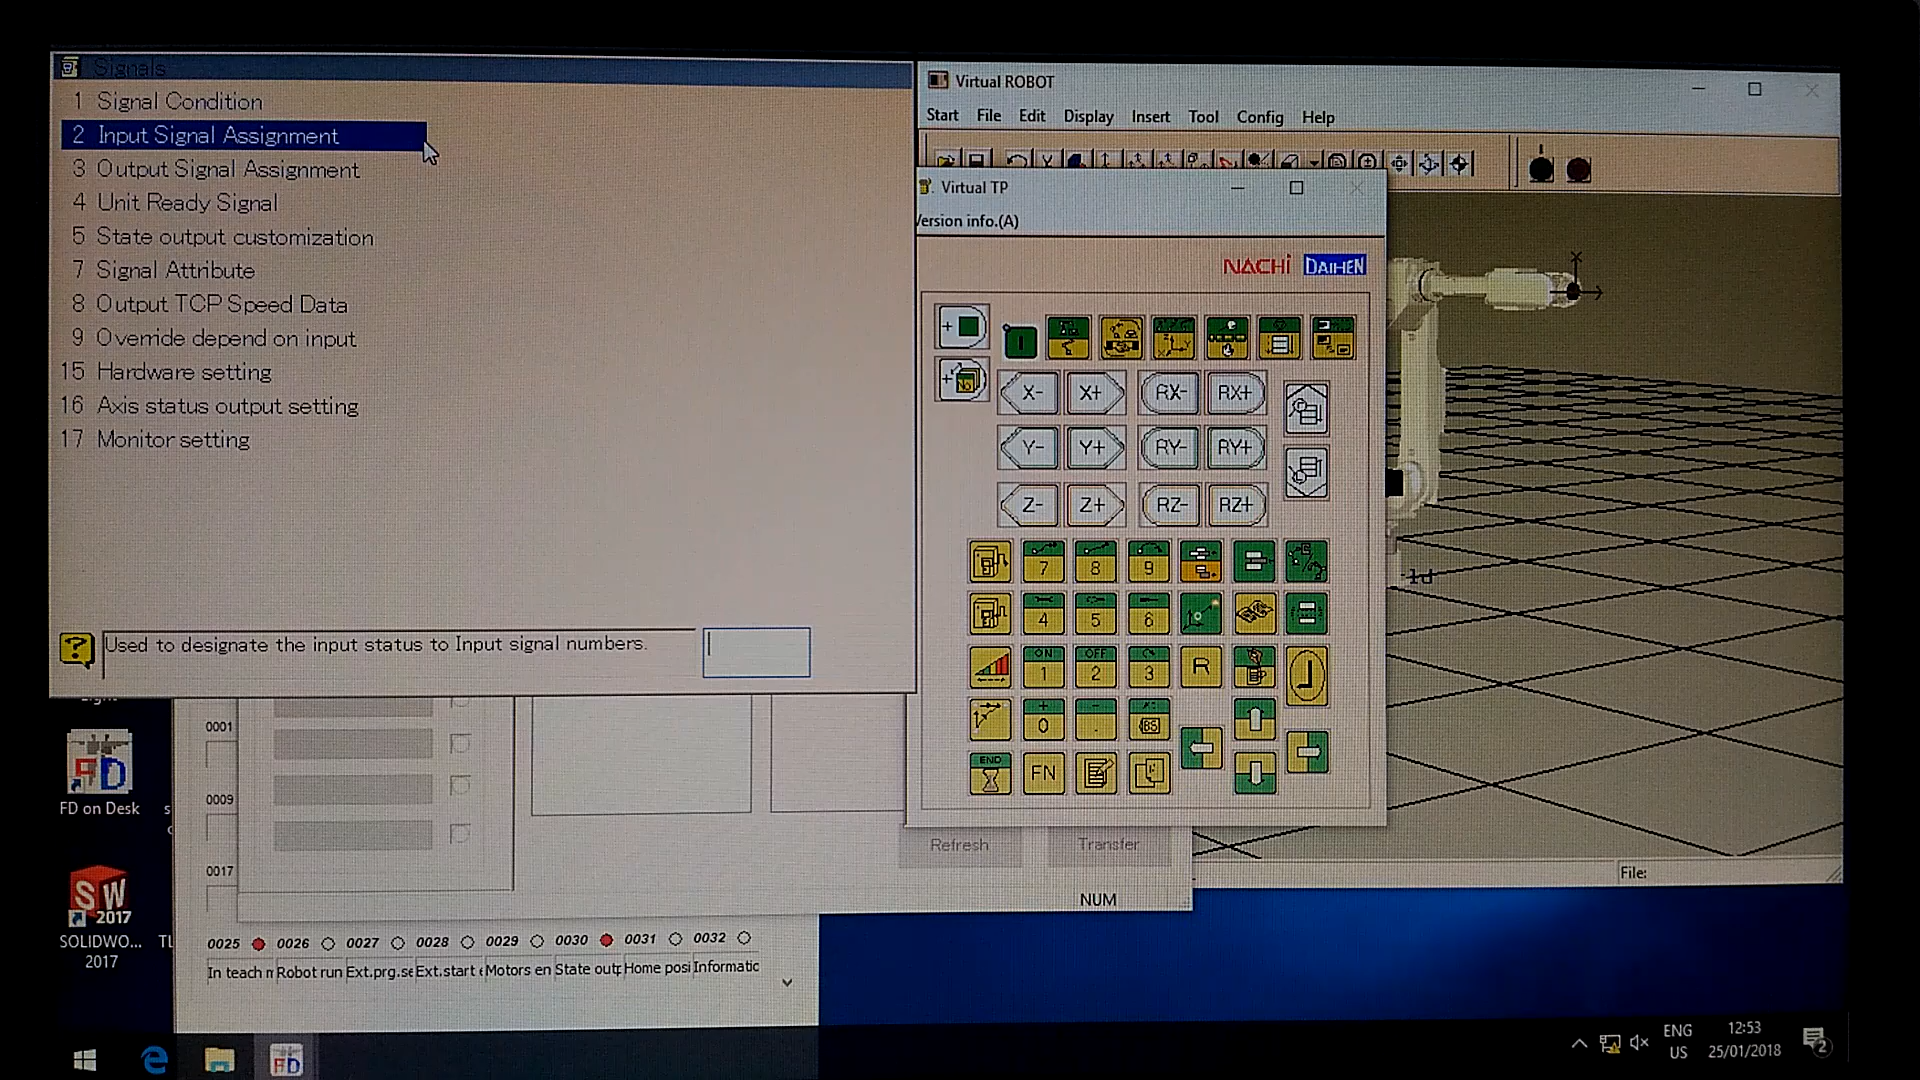 Signals
1 Signal Condition
2 Input Signal Assignment
3 Output Signal Assignment
4 Unit Ready Signal
5 State output customization
7 Signal Attribute
8 Output TCP Speed Data
9 Override depend on input
15 Hardware setting
16 Axis status output setting
17 Monitor setting
Used to designate the input status to Input signal numbers.
Virtual ROBOT
Start File Edit Display Insert Tool Config Help
Virtual TP
Version info.(A)
NACHi DAIHEN
X- X+ RX- RX+
Y- Y+ RY- RY+
Z- Z+ RZ- RZ+
7 8 9
4 5 6
ON OFF
1 2 3 R
+ -
0 . BS
END
FN
0001
0009
0017
FD on Desk
SW
2017
SOLIDWO...
2017
TL
Refresh Transfer
NUM
File:
0025 0026 0027 0028 0029 0030 0031 0032
In teach m Robot run Ext.prg.se Ext.start e Motors en State outp Home posi Informatic
FD
ENG
US
12:53
25/01/2018
2